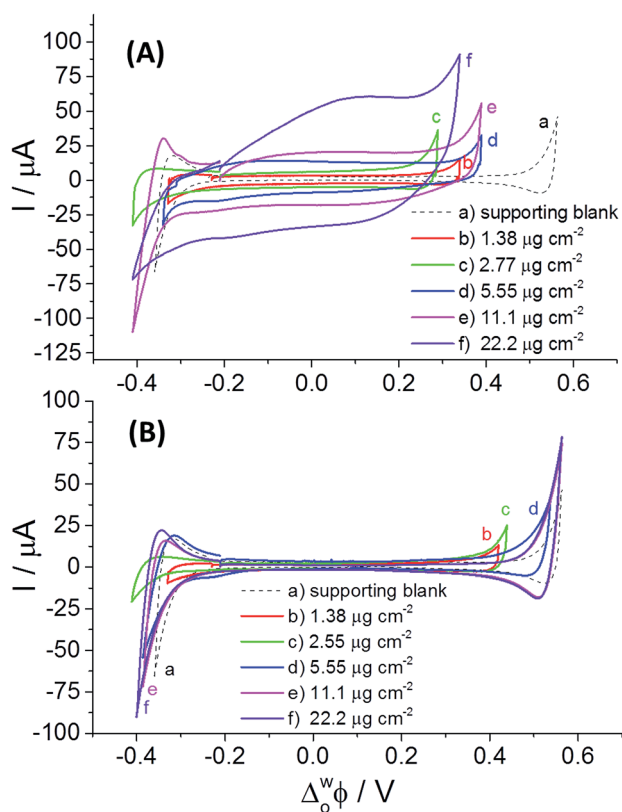 (A)
100
75
50
25
0
-25
-50
-75
-100
-125
I / µA
f
e
c
d
b
a
a) supporting blank
b) 1.38 µg cm⁻²
c) 2.77 µg cm⁻²
d) 5.55 µg cm⁻²
e) 11.1 µg cm⁻²
f) 22.2 µg cm⁻²
-0.4 -0.2 0.0 0.2 0.4 0.6
(B)
100
75
50
25
0
-25
-50
-75
-100
I / µA
b
c
d
a
e
f
a) supporting blank
b) 1.38 µg cm⁻²
c) 2.55 µg cm⁻²
d) 5.55 µg cm⁻²
e) 11.1 µg cm⁻²
f) 22.2 µg cm⁻²
-0.4 -0.2 0.0 0.2 0.4 0.6
Δ^w_o ϕ / V